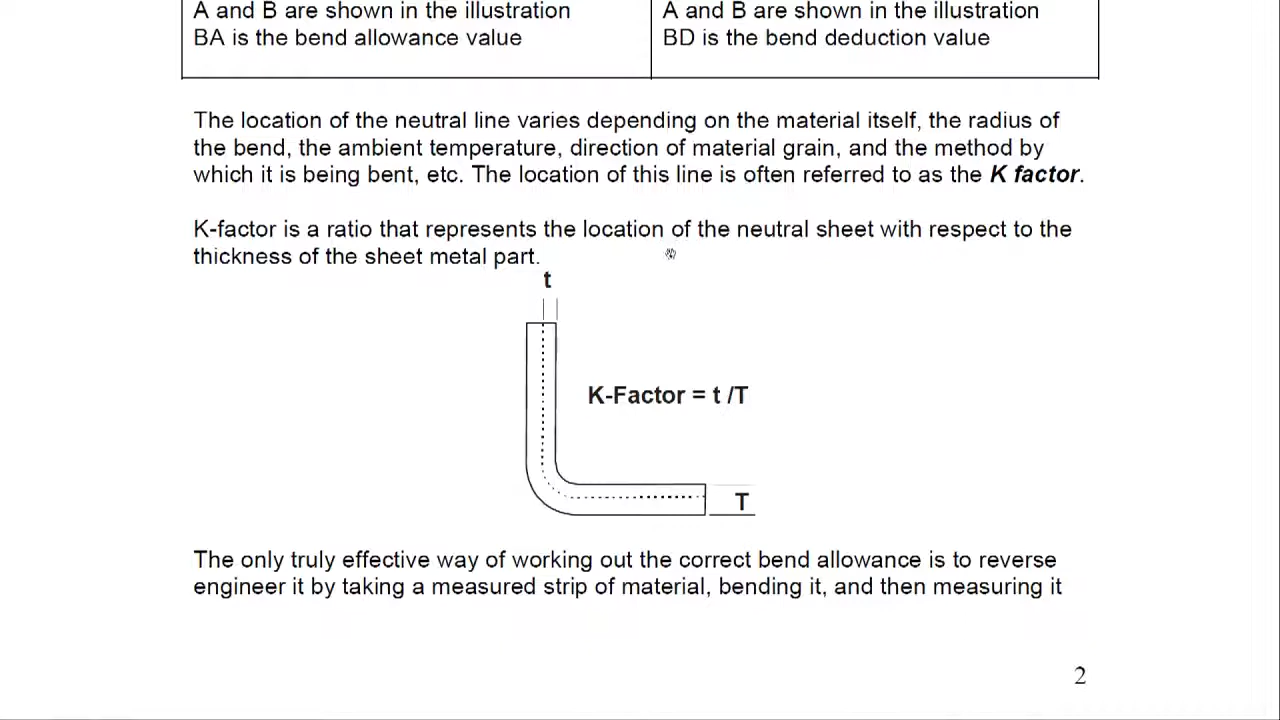 A and B are shown in the illustration
BA is the bend allowance value
A and B are shown in the illustration
BD is the bend deduction value
The location of the neutral line varies depending on the material itself, the radius of
the bend, the ambient temperature, direction of material grain, and the method by
which it is being bent, etc. The location of this line is often referred to as the K factor.
K-factor is a ratio that represents the location of the neutral sheet with respect to the
thickness of the sheet metal part.
t
K-Factor = t /T
T
The only truly effective way of working out the correct bend allowance is to reverse
engineer it by taking a measured strip of material, bending it, and then measuring it
2